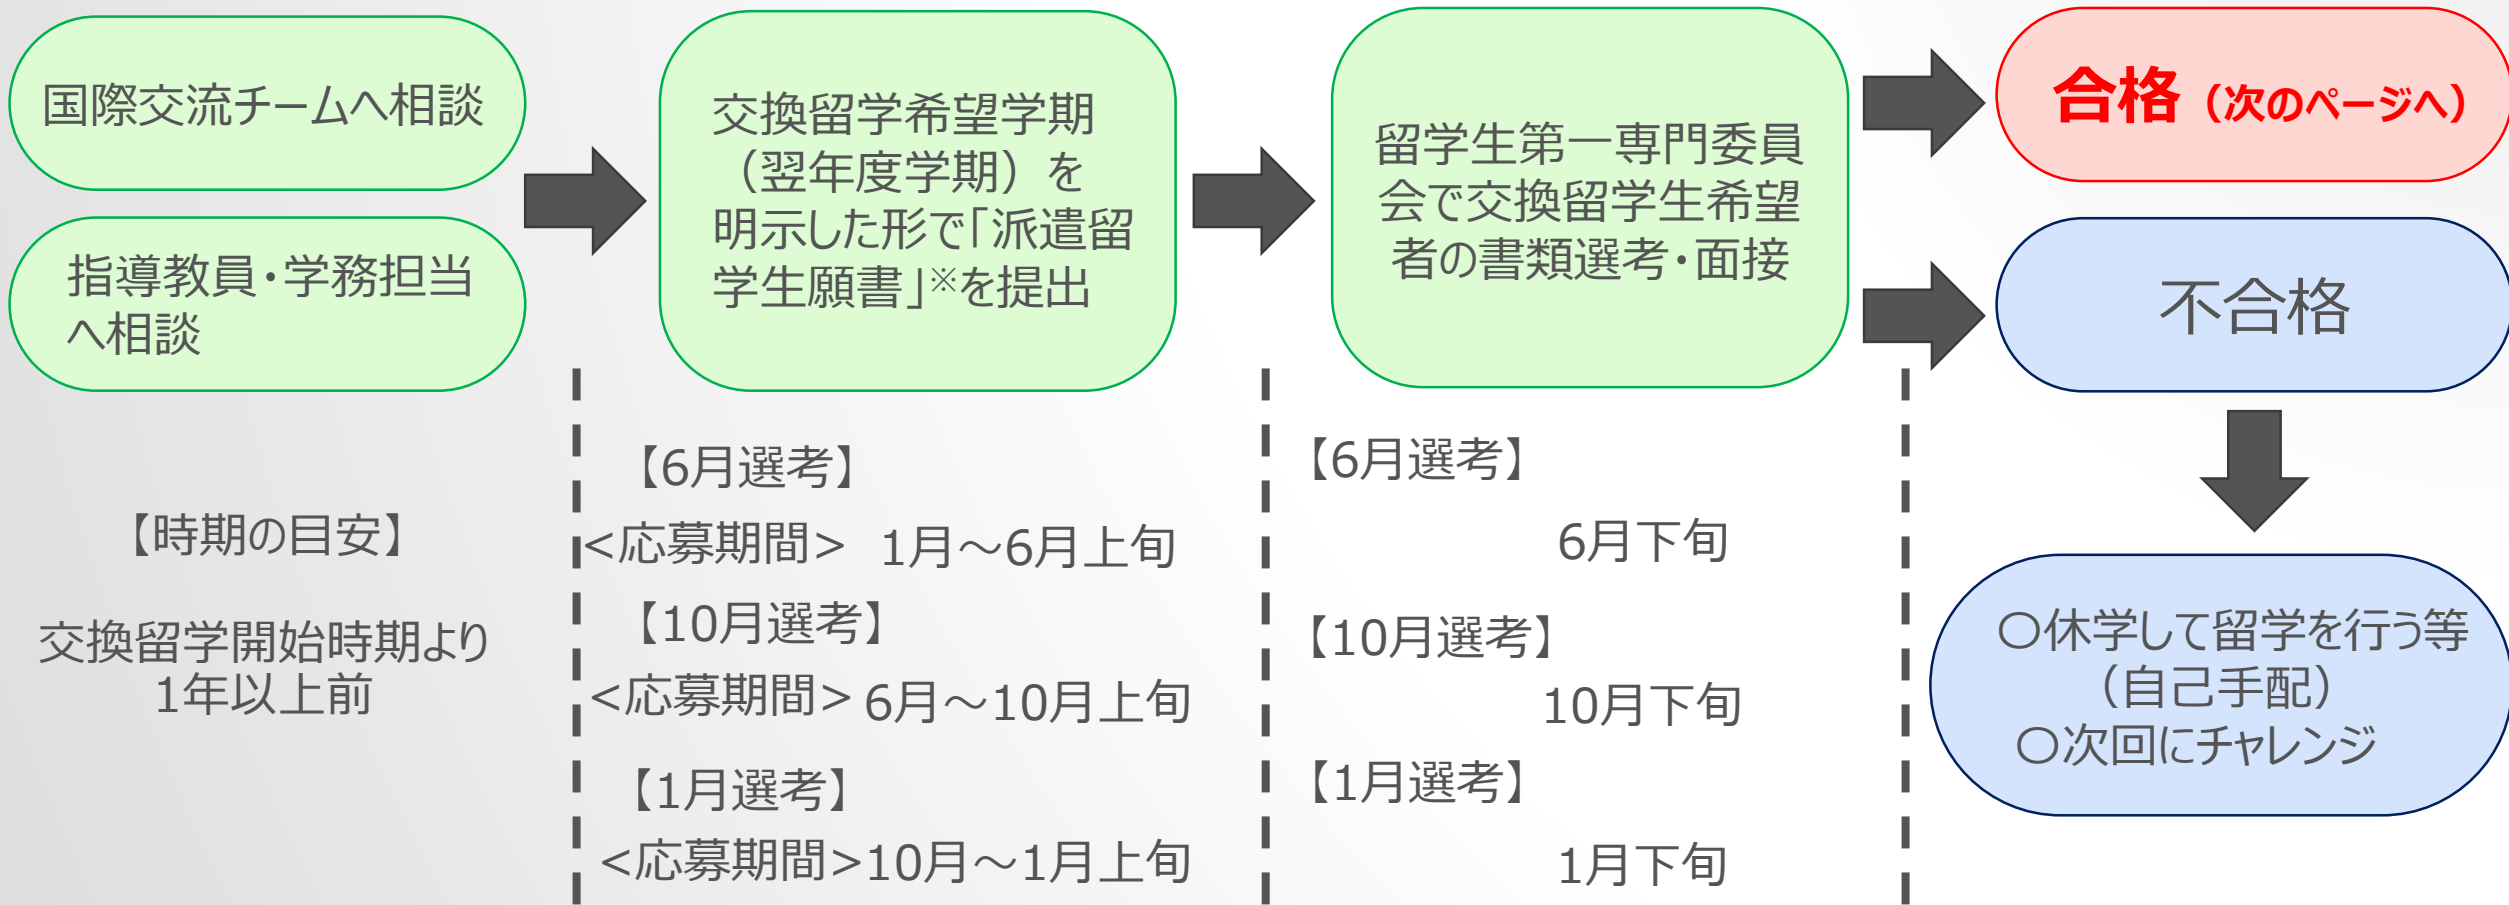 国際交流チームへ相談
指導教員・学務担当
へ相談
【時期の目安】
交換留学開始時期より
1年以上前
交換留学希望学期
（翌年度学期）を
明示した形で「派遣留
学生願書」※を提出
【6月選考】
<応募期間> 1月～6月上旬
【10月選考】
<応募期間> 6月～10月上旬
【1月選考】
<応募期間>10月～1月上旬
留学生第一専門委員
会で交換留学生希望
者の書類選考・面接
【6月選考】
6月下旬
【10月選考】
10月下旬
【1月選考】
1月下旬
合格（次のページへ）
不合格
○休学して留学を行う等
（自己手配）
○次回にチャレンジ